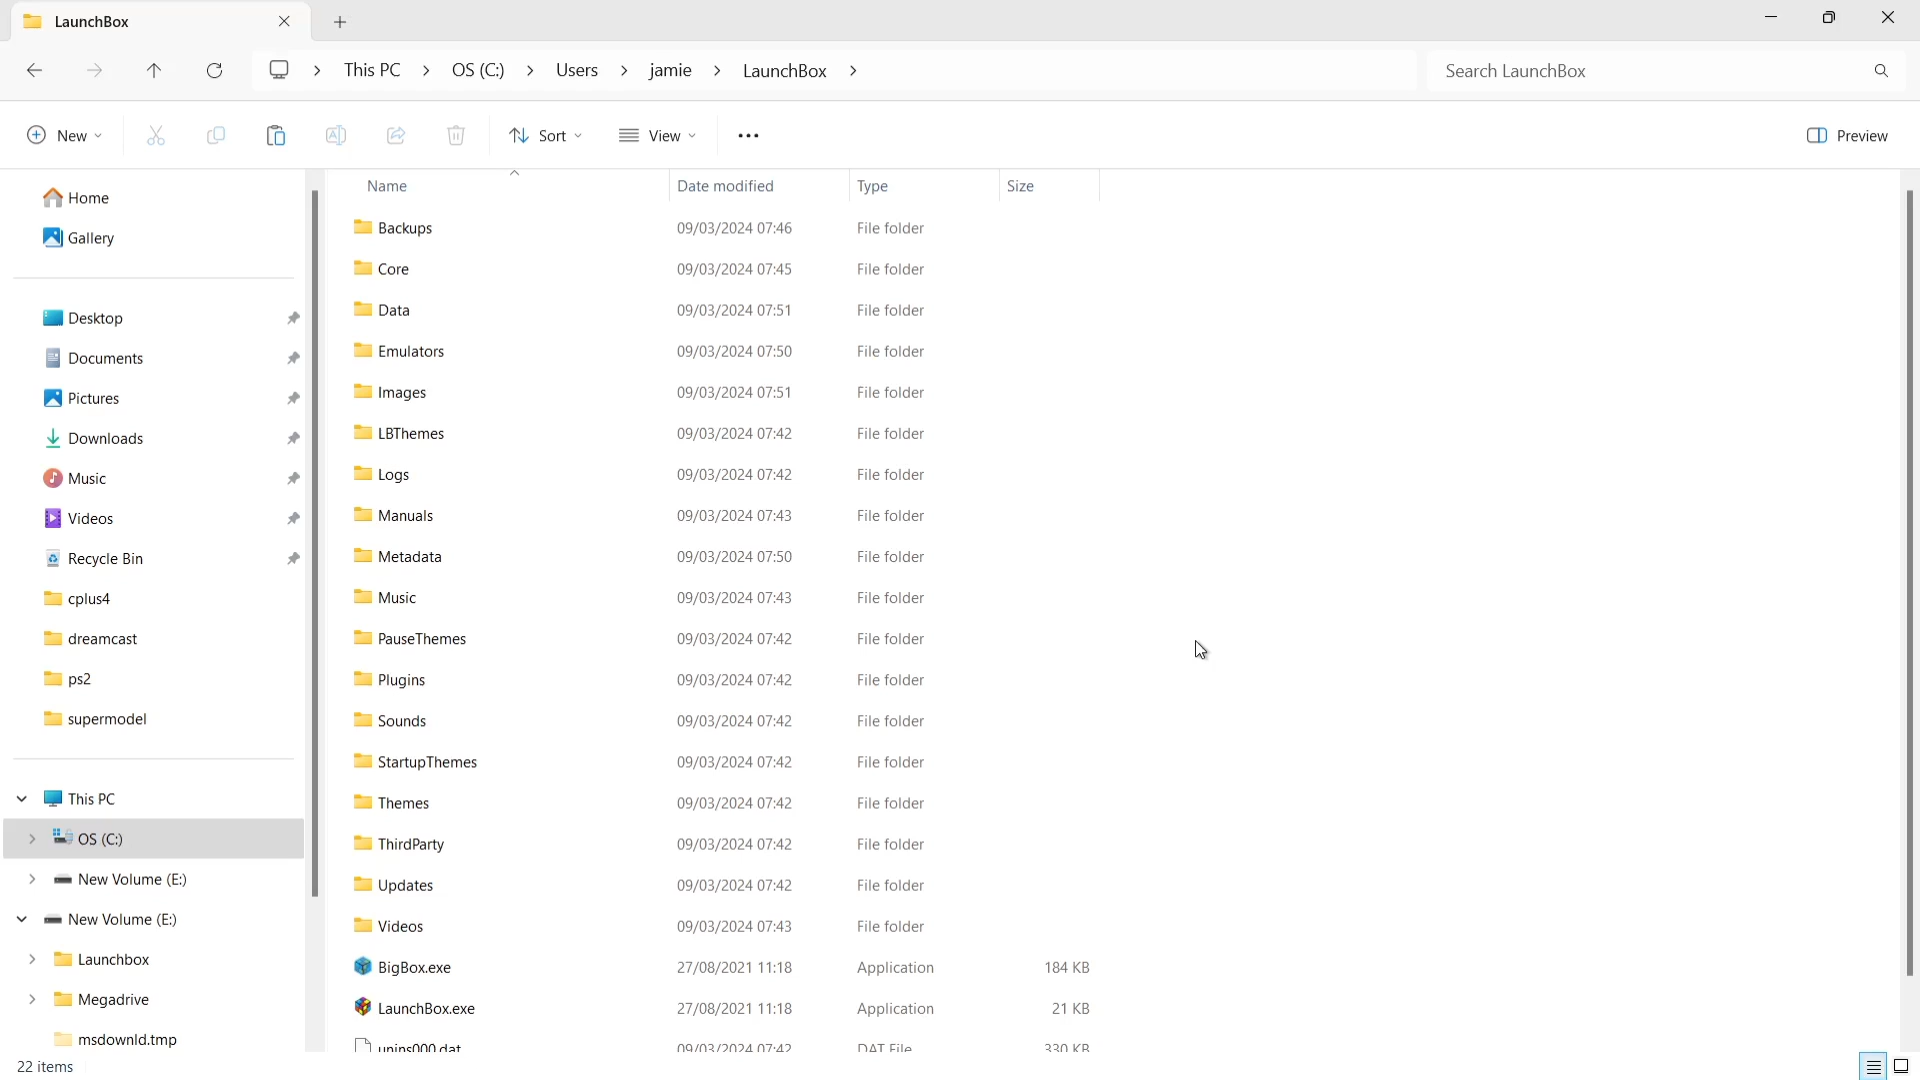 LaunchBox
This PC > OS (C:) > Users > jamie > LaunchBox >
Search LaunchBox
New
Sort
View
Preview
Home
Gallery
Desktop
Documents
Pictures
Downloads
Music
Videos
Recycle Bin
cplus4
dreamcast
ps2
supermodel
This PC
OS (C:)
New Volume (E:)
New Volume (E:)
Launchbox
Megadrive
msdownld.tmp
Name Date modified Type Size
Backups 09/03/2024 07:46 File folder
Core 09/03/2024 07:45 File folder
Data 09/03/2024 07:51 File folder
Emulators 09/03/2024 07:50 File folder
Images 09/03/2024 07:51 File folder
LBThemes 09/03/2024 07:42 File folder
Logs 09/03/2024 07:42 File folder
Manuals 09/03/2024 07:43 File folder
Metadata 09/03/2024 07:50 File folder
Music 09/03/2024 07:43 File folder
PauseThemes 09/03/2024 07:42 File folder
Plugins 09/03/2024 07:42 File folder
Sounds 09/03/2024 07:42 File folder
StartupThemes 09/03/2024 07:42 File folder
Themes 09/03/2024 07:42 File folder
ThirdParty 09/03/2024 07:42 File folder
Updates 09/03/2024 07:42 File folder
Videos 09/03/2024 07:43 File folder
BigBox.exe 27/08/2021 11:18 Application 184 KB
LaunchBox.exe 27/08/2021 11:18 Application 21 KB
unins000.dat 09/03/2024 07:42 DAT File 330 KB
22 items